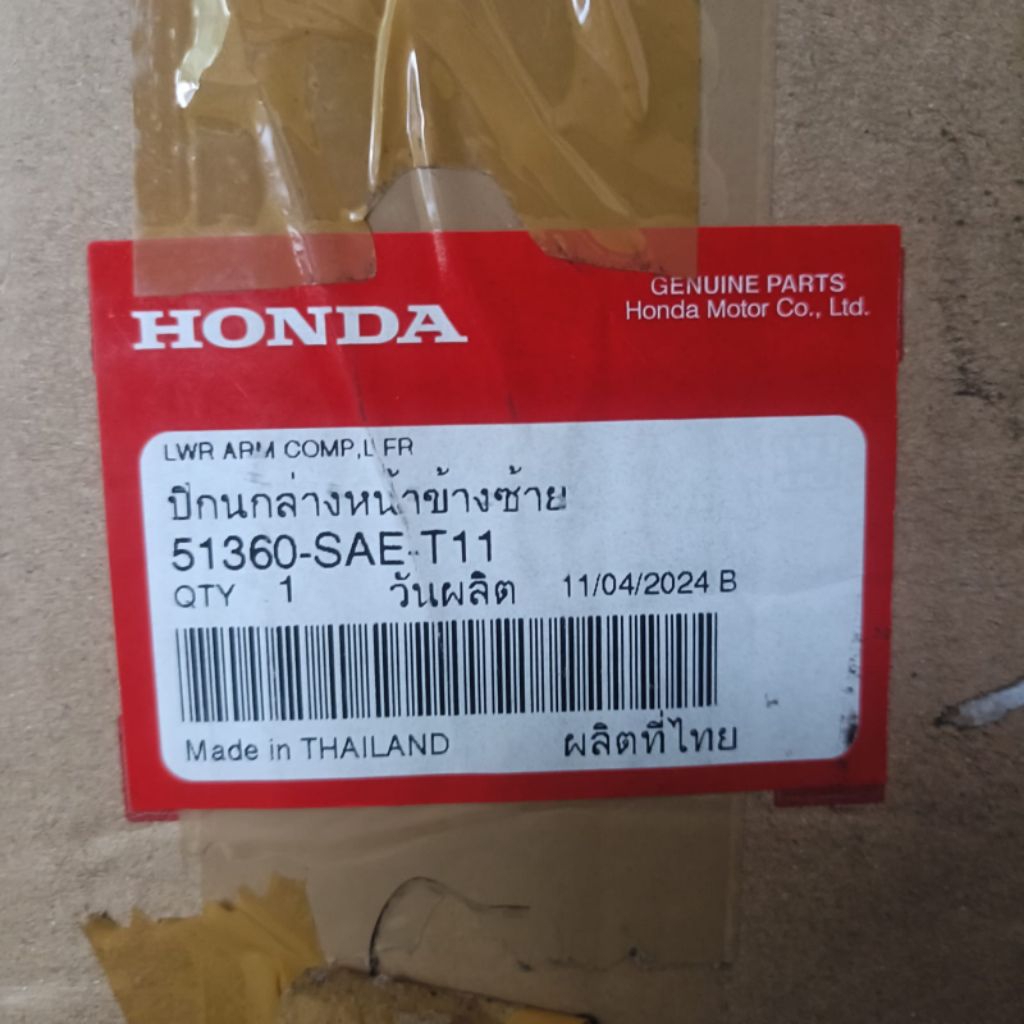 HONDA
GENUINE PARTS
Honda Motor Co., Ltd.
LWR ARM COMP,L FR
ปีกนกล่างหน้าข้างซ้าย
51360-SAE-T11
QTY 1 วันผลิต 11/04/2024 B
Made in THAILAND ผลิตที่ไทย